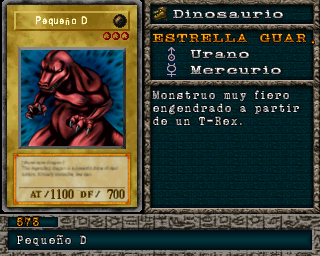 Pequeño D
AT/1100 DF/ 700
Dinosaurio
ESTRELLA GUAR.
Urano
Mercurio
Monstruo muy fiero
engendrado a partir
de un T-Rex.
573
Pequeño D